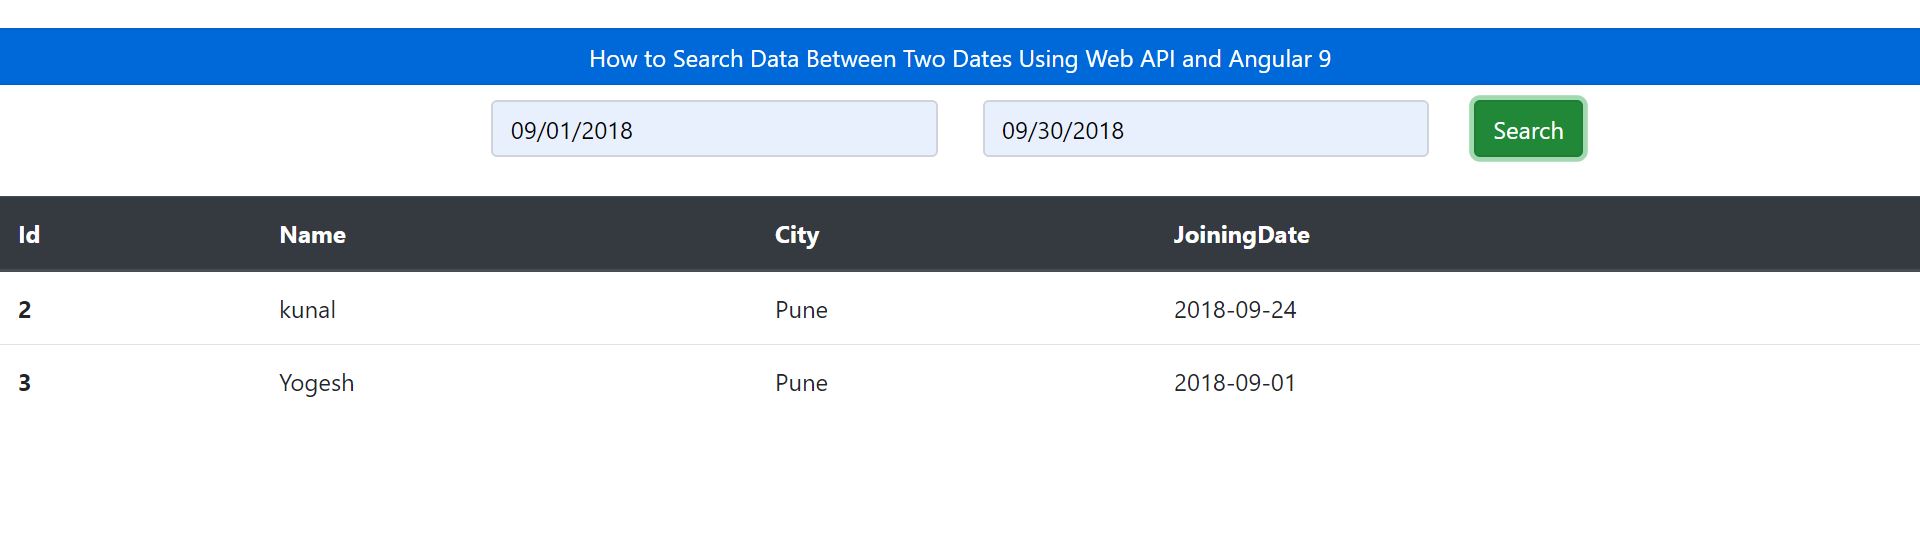 How to Search Data Between Two Dates Using Web API and Angular 9
09/01/2018 09/30/2018 Search
Id Name City JoiningDate
2 kunal Pune 2018-09-24
3 Yogesh Pune 2018-09-01